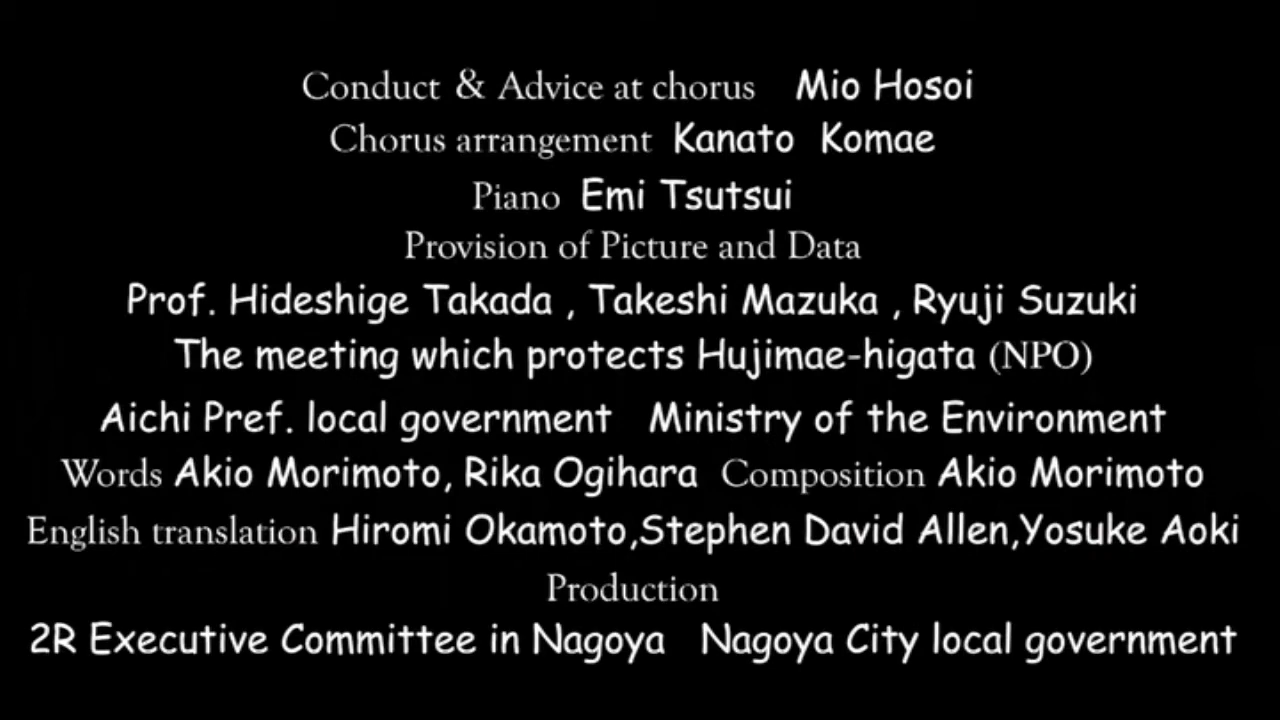 Conduct & Advice at chorus Mio Hosoi
Chorus arrangement Kanato Komae
Piano Emi Tsutsui
Provision of Picture and Data
Prof. Hideshige Takada , Takeshi Mazuka , Ryuji Suzuki
The meeting which protects Hujimae-higata (NPO)
Aichi Pref. local government Ministry of the Environment
Words Akio Morimoto, Rika Ogihara Composition Akio Morimoto
English translation Hiromi Okamoto,Stephen David Allen,Yosuke Aoki
Production
2R Executive Committee in Nagoya Nagoya City local government